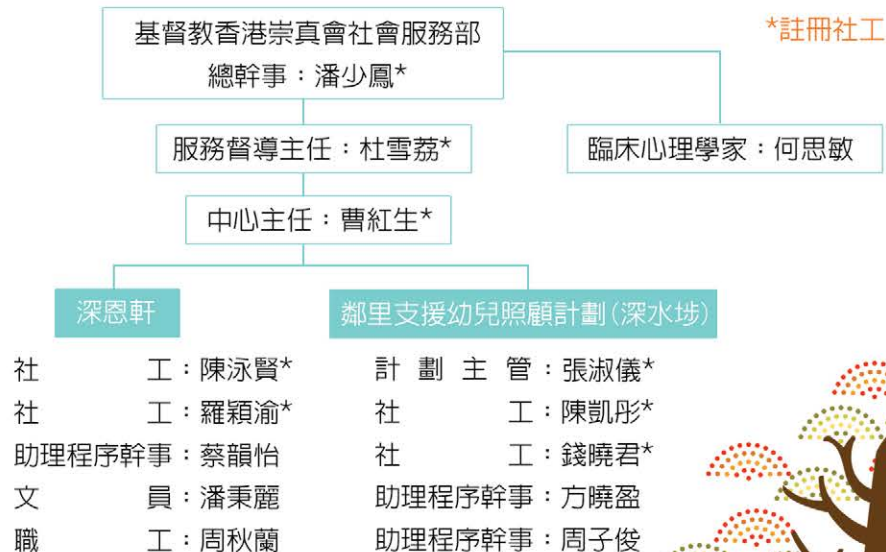 基督教香港崇真會社會服務部
總幹事：潘少鳳*
*註冊社工
服務督導主任：杜雪荔*
臨床心理學家：何思敏
中心主任：曹紅生*
深恩軒
社工：陳泳賢*
社工：羅穎渝*
助理程序幹事：蔡韻怡
文員：潘秉麗
職工：周秋蘭
鄰里支援幼兒照顧計劃(深水埗)
計劃主管：張淑儀*
社工：陳凱彤*
社工：錢曉君*
助理程序幹事：方曉盈
助理程序幹事：周子俊